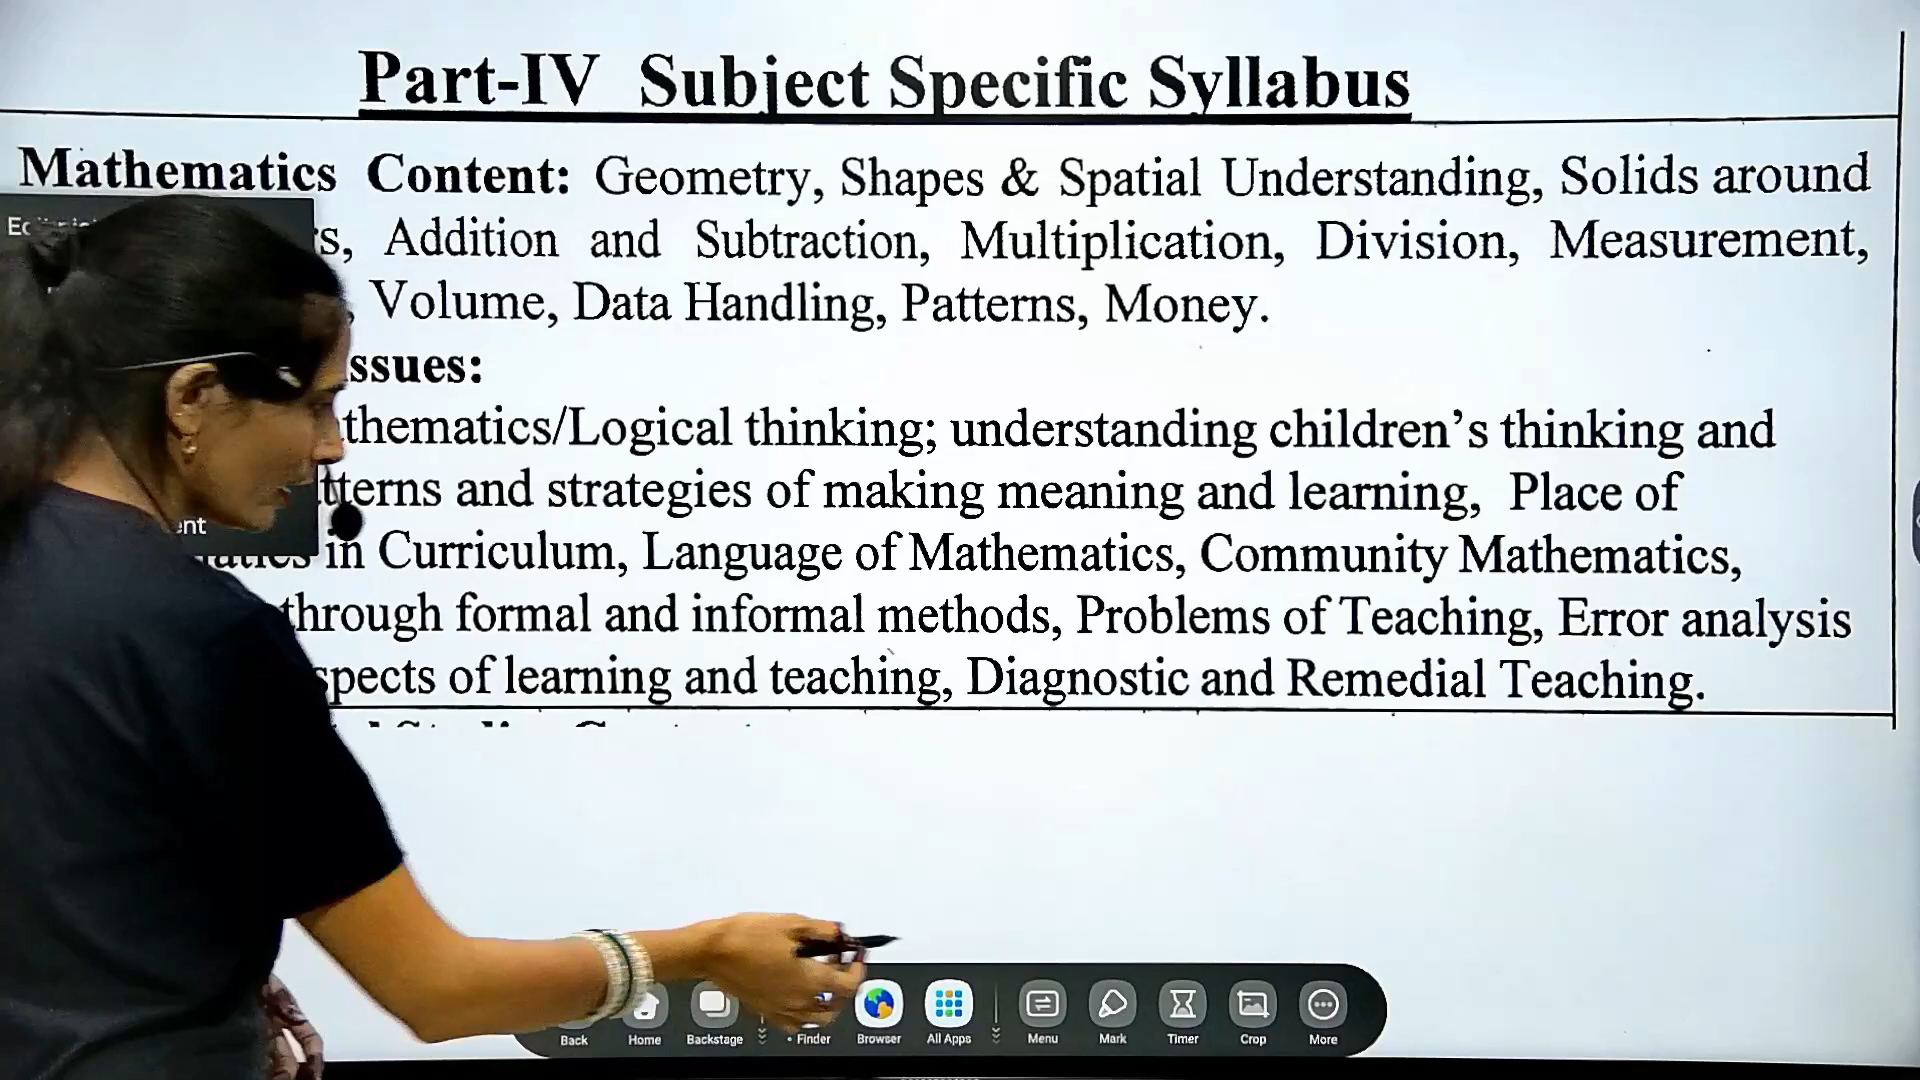 Part-IV Subject Specific Syllabus
Mathematics Content: Geometry, Shapes & Spatial Understanding, Solids around
s, Addition and Subtraction, Multiplication, Division, Measurement,
, Volume, Data Handling, Patterns, Money.
ssues:
thematics/Logical thinking; understanding children's thinking and
tterns and strategies of making meaning and learning, Place of
in Curriculum, Language of Mathematics, Community Mathematics,
through formal and informal methods, Problems of Teaching, Error analysis
spects of learning and teaching, Diagnostic and Remedial Teaching.
ent
Back Home Backstage Finder Browser All Apps Menu Mark Timer Crop More